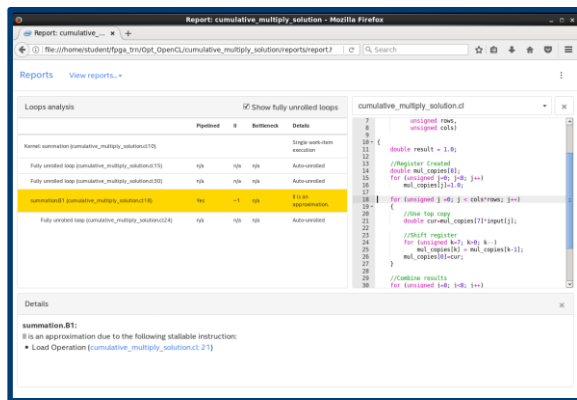 Report: cumulative_multiply_solution - Mozilla Firefox
Report: cumulative_... × +
file:///home/student/fpga_trn/Opt_OpenCL/cumulative_multiply_solution/reports/report.h Search
Reports View reports...
Loops analysis Show fully unrolled loops
Pipelined II Bottleneck Details
Kernel: summation (cumulative_multiply_solution.cl:10) Single work-item execution
Fully unrolled loop (cumulative_multiply_solution.cl:15) n/a n/a n/a Auto-unrolled
Fully unrolled loop (cumulative_multiply_solution.cl:30) n/a n/a n/a Auto-unrolled
summation.B1 (cumulative_multiply_solution.cl:18) Yes ~1 n/a II is an approximation.
Fully unrolled loop (cumulative_multiply_solution.cl:24) n/a n/a n/a Auto-unrolled
cumulative_multiply_solution.cl
7 unsigned rows,
8 unsigned cols)
9
10 {
11 double result = 1.0;
12
13 //Register Created
14 double mul_copies[8];
15 for (unsigned j=0; j<8; j++)
16 mul_copies[j]=1.0;
17
18 for (unsigned j =0; j < cols*rows; j++)
19 {
20 //Use top copy
21 double cur=mul_copies[7]*input[j];
22
23 //Shift register
24 for (unsigned k=7; k>0; k--)
25 mul_copies[k] = mul_copies[k-1];
26 mul_copies[0]=cur;
27 }
28
29 //Combine results
30 for (unsigned i=0; i<8; i++)
Details
summation.B1:
II is an approximation due to the following stallable instruction:
• Load Operation (cumulative_multiply_solution.cl: 21)